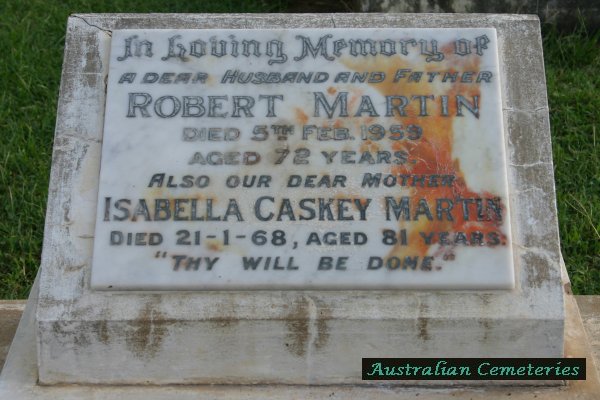 In Loving Memory of
A DEAR HUSBAND AND FATHER
ROBERT MARTIN
DIED 5TH FEB. 1959
AGED 72 YEARS.
ALSO OUR DEAR MOTHER
ISABELLA CASKEY MARTIN
DIED 21-1-68, AGED 81 YEARS.
"THY WILL BE DONE."
Australian Cemeteries